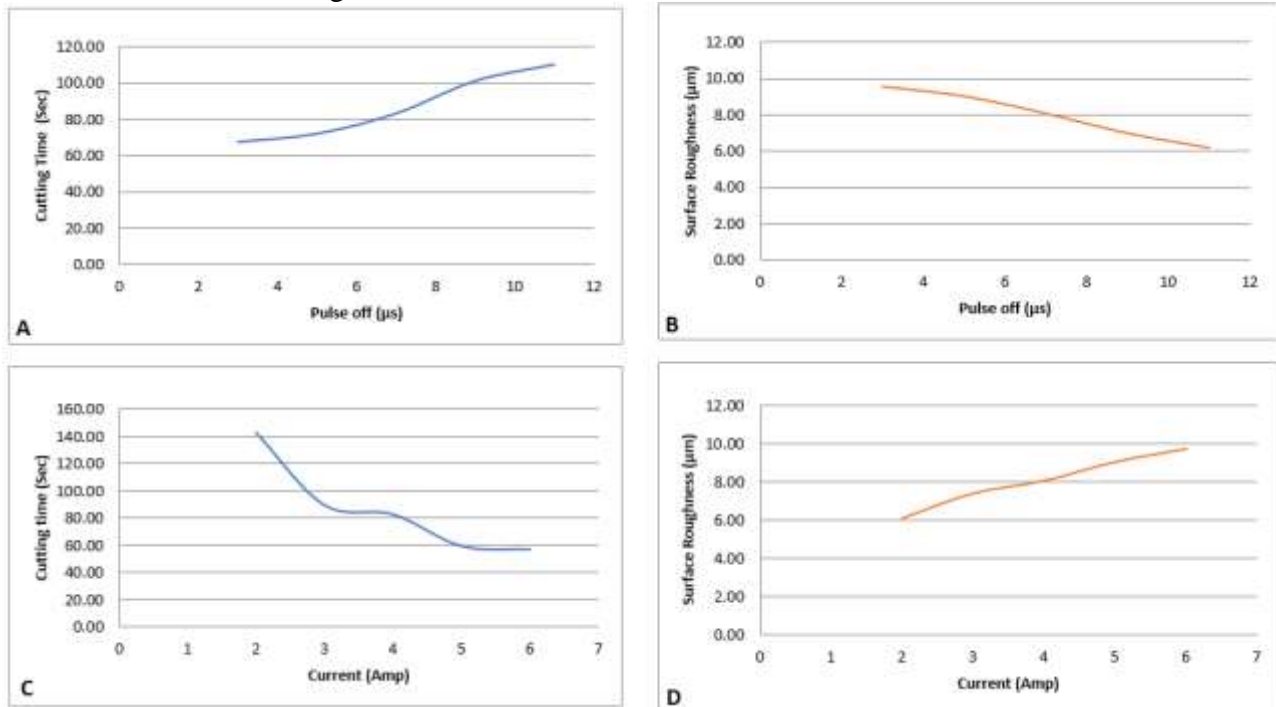 120.00
100.00
80.00
60.00
40.00
20.00
0.00
Cutting Time (Sec)
0 2 4 6 8 10 12
Pulse off (µs)
A
12.00
10.00
8.00
6.00
4.00
2.00
0.00
Surface Roughness (µm)
0 2 4 6 8 10 12
Pulse off (µs)
B
160.00
140.00
120.00
100.00
80.00
60.00
40.00
20.00
0.00
Cutting time (Sec)
0 1 2 3 4 5 6 7
Current (Amp)
C
12.00
10.00
8.00
6.00
4.00
2.00
0.00
Surface Roughness (µm)
0 1 2 3 4 5 6 7
Current (Amp)
D